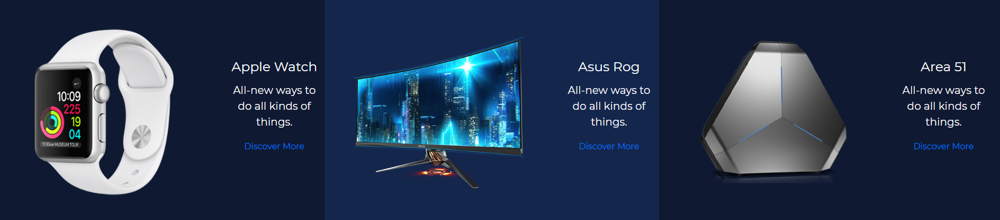 10:09
225
19
04
11:30AM MUSEUM TOUR
Apple Watch
All-new ways to
do all kinds of
things.
Discover More
ASUS
Asus Rog
All-new ways to
do all kinds of
things.
Discover More
Area 51
All-new ways to
do all kinds of
things.
Discover More